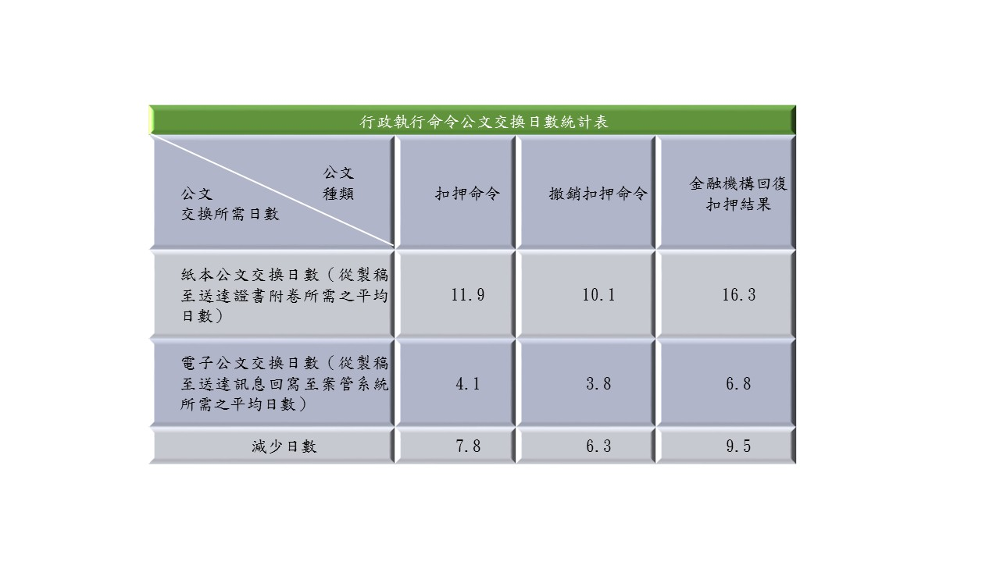 行政執行命令公文交換日數統計表
公文
種類
公文
交換所需日數
扣押命令
撤銷扣押命令
金融機構回復
扣押結果
紙本公文交換日數（從製稿
至送達證書附卷所需之平均
日數）
11.9
10.1
16.3
電子公文交換日數（從製稿
至送達訊息回寫至案管系統
所需之平均日數）
4.1
3.8
6.8
減少日數
7.8
6.3
9.5